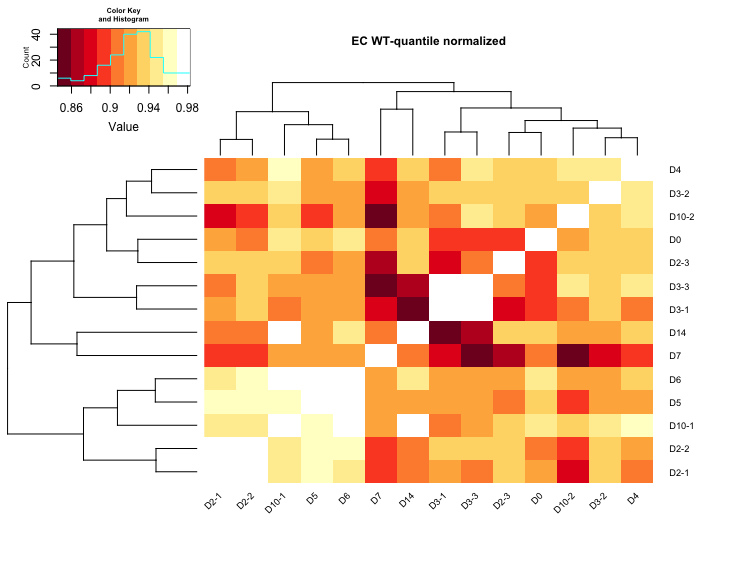 Color Key
and Histogram
Count
0 20 40
0.86 0.9 0.94 0.98
Value
EC WT-quantile normalized
D4
D3-2
D10-2
D0
D2-3
D3-3
D3-1
D14
D7
D6
D5
D10-1
D2-2
D2-1
D2-1 D2-2 D10-1 D5 D6 D7 D14 D3-1 D3-3 D2-3 D0 D10-2 D3-2 D4